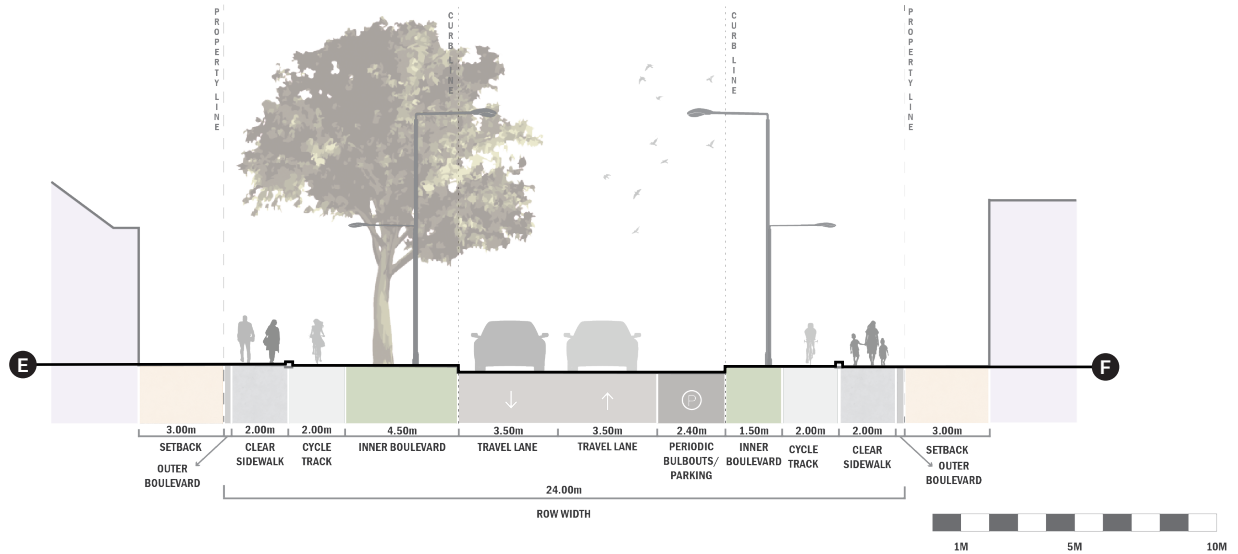 PROPERTY LINE
CURB LINE
CURB LINE
PROPERTY LINE
E
F
P
3.00m
2.00m
2.00m
4.50m
3.50m
3.50m
2.40m
1.50m
2.00m
2.00m
3.00m
SETBACK
CLEAR
SIDEWALK
CYCLE
TRACK
INNER BOULEVARD
TRAVEL LANE
TRAVEL LANE
PERIODIC
BULBOUTS/
PARKING
INNER
BOULEVARD
CYCLE
TRACK
CLEAR
SIDEWALK
SETBACK
OUTER
BOULEVARD
OUTER
BOULEVARD
24.00m
ROW WIDTH
1M
5M
10M